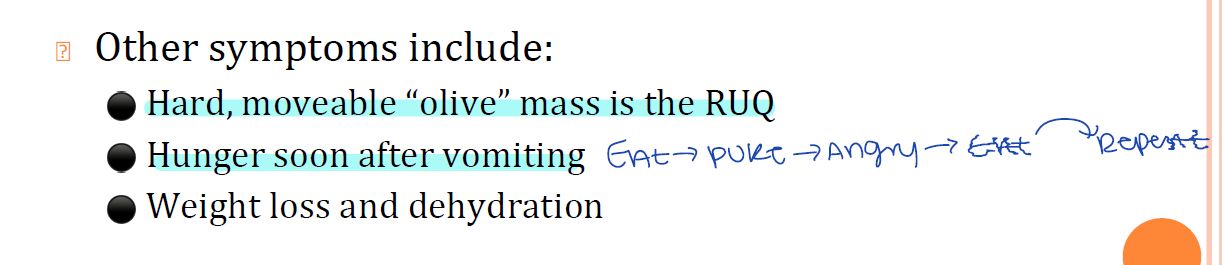 Other symptoms include:
Hard, moveable “olive” mass is the RUQ
Hunger soon after vomiting EAt → PUKE → Angry → EAt Repeat
Weight loss and dehydration